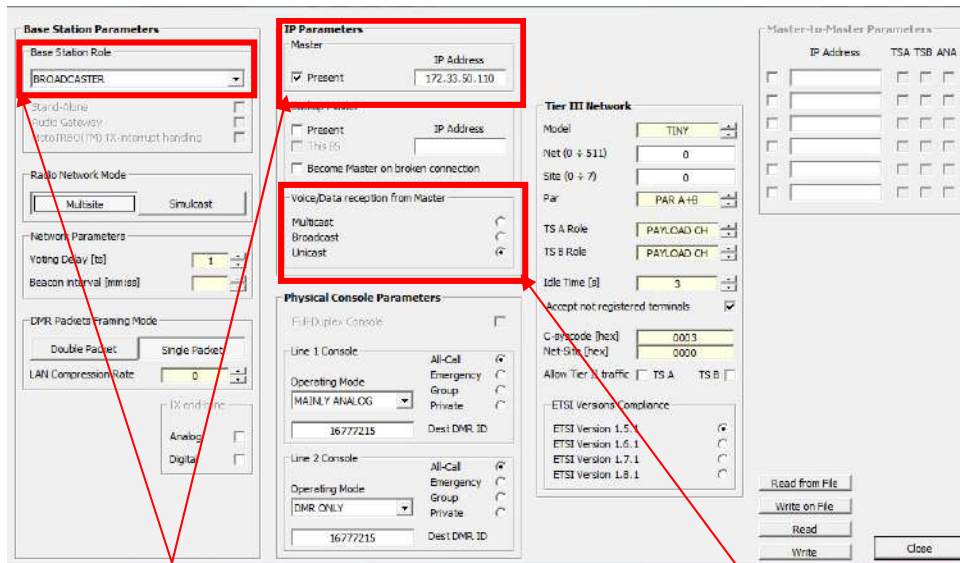 Base Station Parameters
Base Station Role
BROADCASTER
Stand-Alone
Audio Gateway
MotoTRBO(TM) TX-interrupt handling
Radio Network Mode
Multisite
Simulcast
Network Parameters
Voting Delay [ts]
1
Beacon interval [mm:ss]
DMR Packets Framing Mode
Double Packet
Single Packet
LAN Compression Rate
0
TX end tone
Analog
Digital
IP Parameters
Master
IP Address
Present
172.33.50.110
Backup Master
Present
IP Address
This BS
Become Master on broken connection
Voice/Data reception from Master
Multicast
Broadcast
Unicast
Physical Console Parameters
Full-Duplex Console
Line 1 Console
All-Call
Emergency
Operating Mode
Group
MAINLY ANALOG
Private
16777215
Dest DMR ID
Line 2 Console
All-Call
Emergency
Operating Mode
Group
DMR ONLY
Private
16777215
Dest DMR ID
Tier III Network
Model
TINY
Net (0 ÷ 511)
0
Site (0 ÷ 7)
0
Par
PAR A+B
TS A Role
PAYLOAD CH
TS B Role
PAYLOAD CH
Idle Time [s]
3
Accept not registered terminals
C-syscode [hex]
0003
Net-Site [hex]
0000
Allow Tier II traffic
TS A
TS B
ETSI Versions Compliance
ETSI Version 1.5.1
ETSI Version 1.6.1
ETSI Version 1.7.1
ETSI Version 1.8.1
Master-To-Master Parameters
IP Address
TSA TSB ANA
Read from File
Write on File
Read
Write
Close